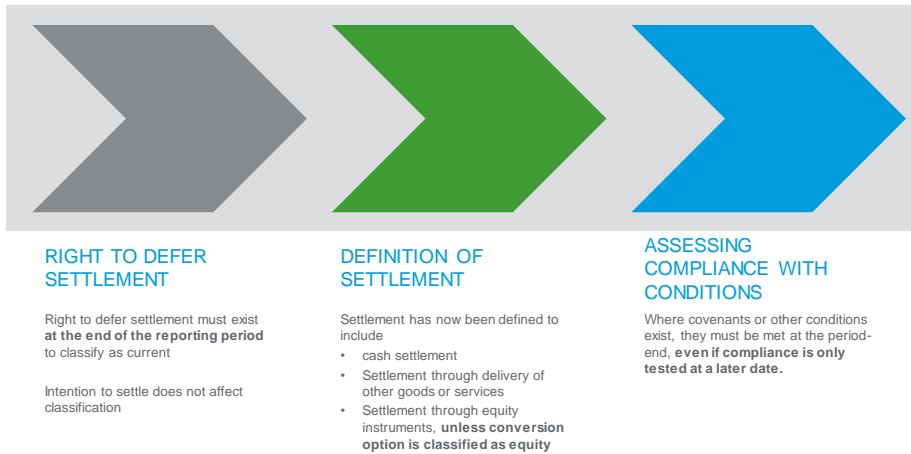 RIGHT TO DEFER
SETTLEMENT
Right to defer settlement must exist
at the end of the reporting period
to classify as current
Intention to settle does not affect
classification
DEFINITION OF
SETTLEMENT
Settlement has now been defined to
include
• cash settlement
• Settlement through delivery of
other goods or services
• Settlement through equity
instruments, unless conversion
option is classified as equity
ASSESSING
COMPLIANCE WITH
CONDITIONS
Where covenants or other conditions
exist, they must be met at the period-
end, even if compliance is only
tested at a later date.